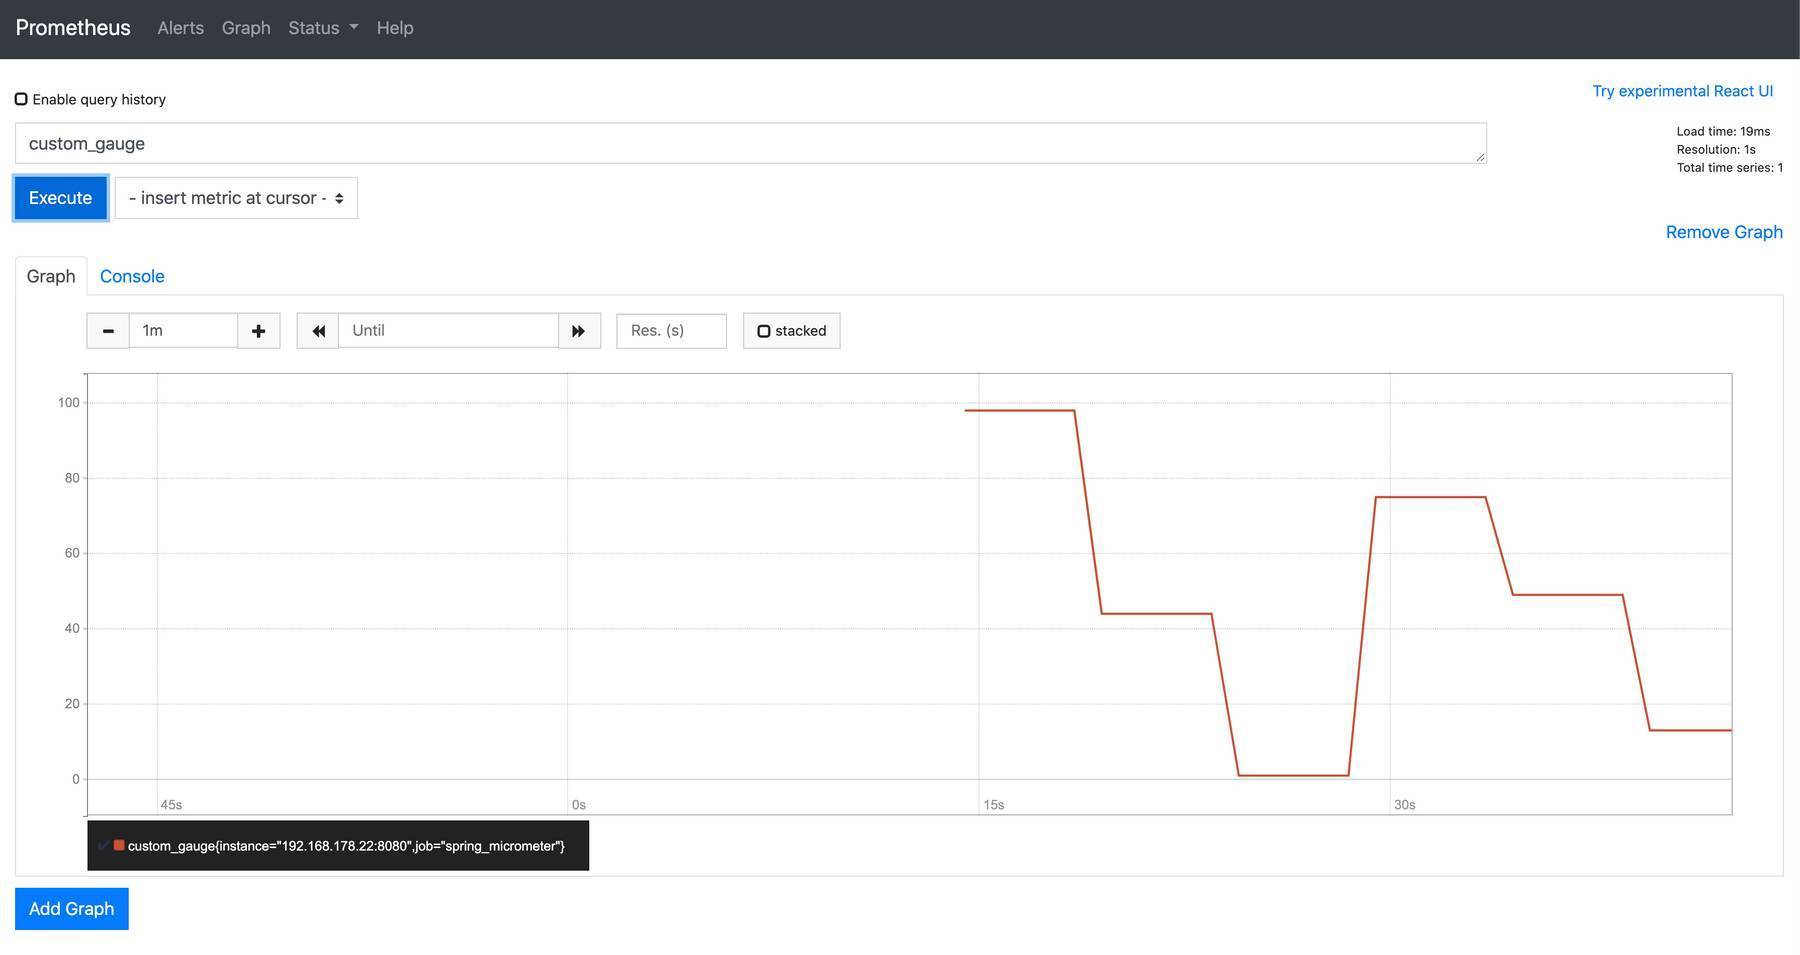 Prometheus Alerts Graph Status Help
Enable query history
Try experimental React UI
custom_gauge
Load time: 19ms
Resolution: 1s
Total time series: 1
Execute - insert metric at cursor -
Remove Graph
Graph Console
1m Until Res. (s) stacked
100
80
60
40
20
0
45s 0s 15s 30s
custom_gauge{instance="192.168.178.22:8080",job="spring_micrometer"}
Add Graph